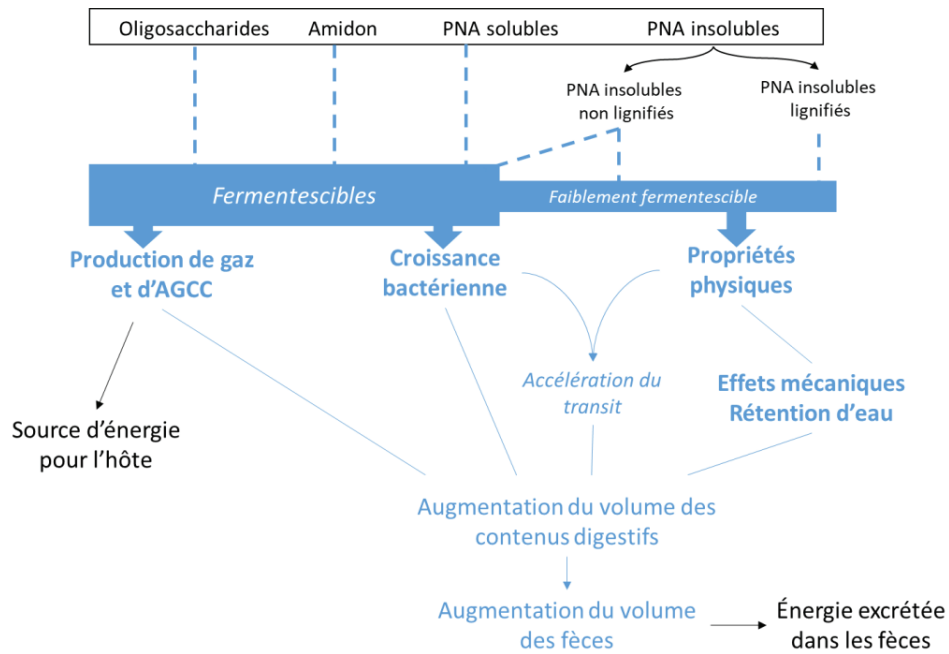 Oligosaccharides Amidon PNA solubles PNA insolubles
PNA insolubles
non lignifiés
PNA insolubles
lignifiés
Fermentescibles
Faiblement fermentescible
Production de gaz
et d’AGCC
Croissance
bactérienne
Propriétés
physiques
Accélération du
transit
Effets mécaniques
Rétention d’eau
Source d’énergie
pour l’hôte
Augmentation du volume des
contenus digestifs
Augmentation du volume
des fèces
Énergie excrétée
dans les fèces